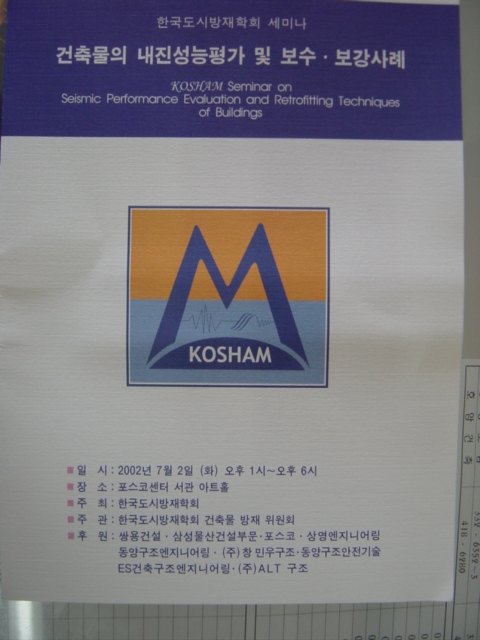 한국도시방재학회 세미나
건축물의 내진성능평가 및 보수 · 보강사례
KOSHAM Seminar on
Seismic Performance Evaluation and Retrofitting Techniques
of Buildings
KOSHAM
일 시 : 2002년 7월 2일 (화) 오후 1시~오후 6시
장 소 : 포스코센터 서관 아트홀
주 최 : 한국도시방재학회
주 관 : 한국도시방재학회 건축물 방재 위원회
후 원 : 쌍용건설 · 삼성물산건설부문 · 포스코 · 상영엔지니어링
동양구조엔지니어링 · (주)창민우구조 · 동양구조안전기술
ES건축구조엔지니어링 · (주)ALT 구조
418 - 6980